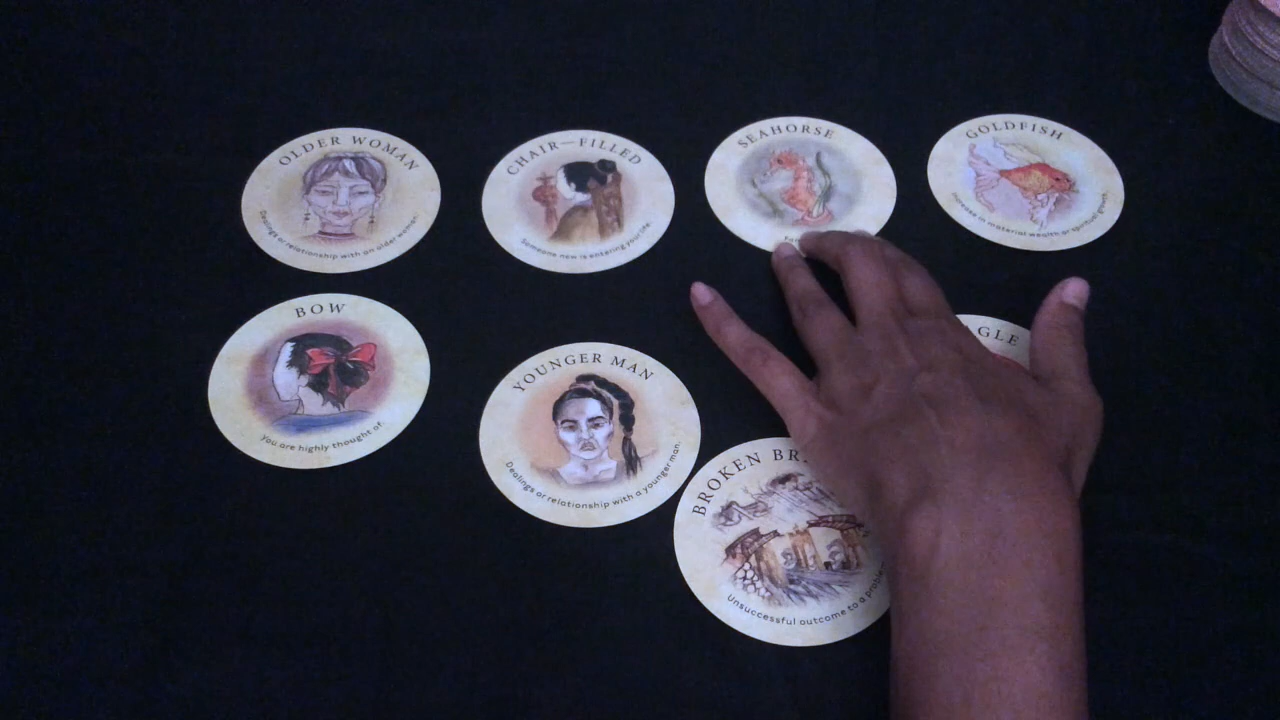 OLDER WOMAN
Dealings or relationship with an older woman.
CHAIR—FILLED
Someone new is entering your life.
SEAHORSE
GOLDFISH
Increase in material wealth or spiritual growth.
BOW
You are highly thought of.
YOUNGER MAN
Dealings or relationship with a younger man.
AGLE
BROKEN BR
Unsuccessful outcome to a problem